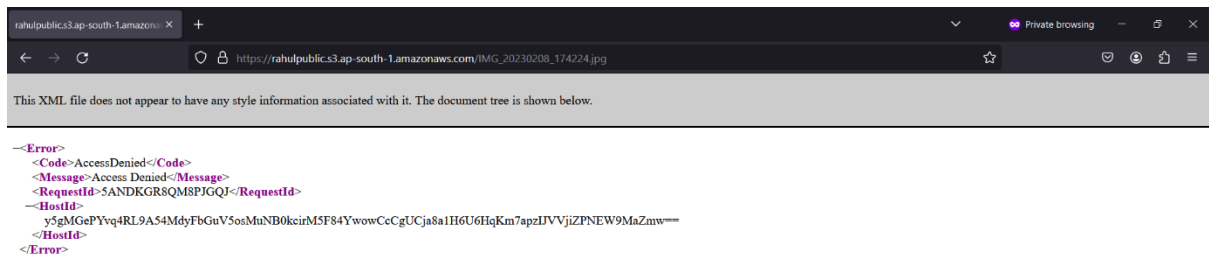 rahulpublic.s3.ap-south-1.amazonav
Private browsing
https://rahulpublic.s3.ap-south-1.amazonaws.com/IMG_20230208_174224.jpg
This XML file does not appear to have any style information associated with it. The document tree is shown below.
−<Error>
<Code>AccessDenied</Code>
<Message>Access Denied</Message>
<RequestId>5ANDKGR8QM8PJGQJ</RequestId>
−<HostId>
y5gMGePYvq4RL9A54MdyFbGuV5osMuNB0kcirM5F84YwowCcCgUCja8a1H6U6HqKm7apzIJVVjiZPNEW9MaZmw==
</HostId>
</Error>